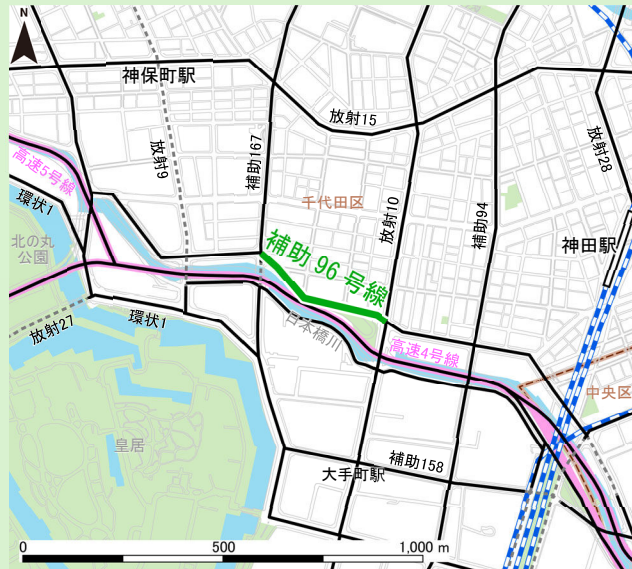 N
神保町駅
放射15
放射28
放射9
補助167
高速5号線
千代田区
放射10
補助94
環状1
北の丸
公園
補助96号線
神田駅
放射27
環状1
日本橋川
高速4号線
中央区
皇居
補助158
大手町駅
0 500 1,000 m